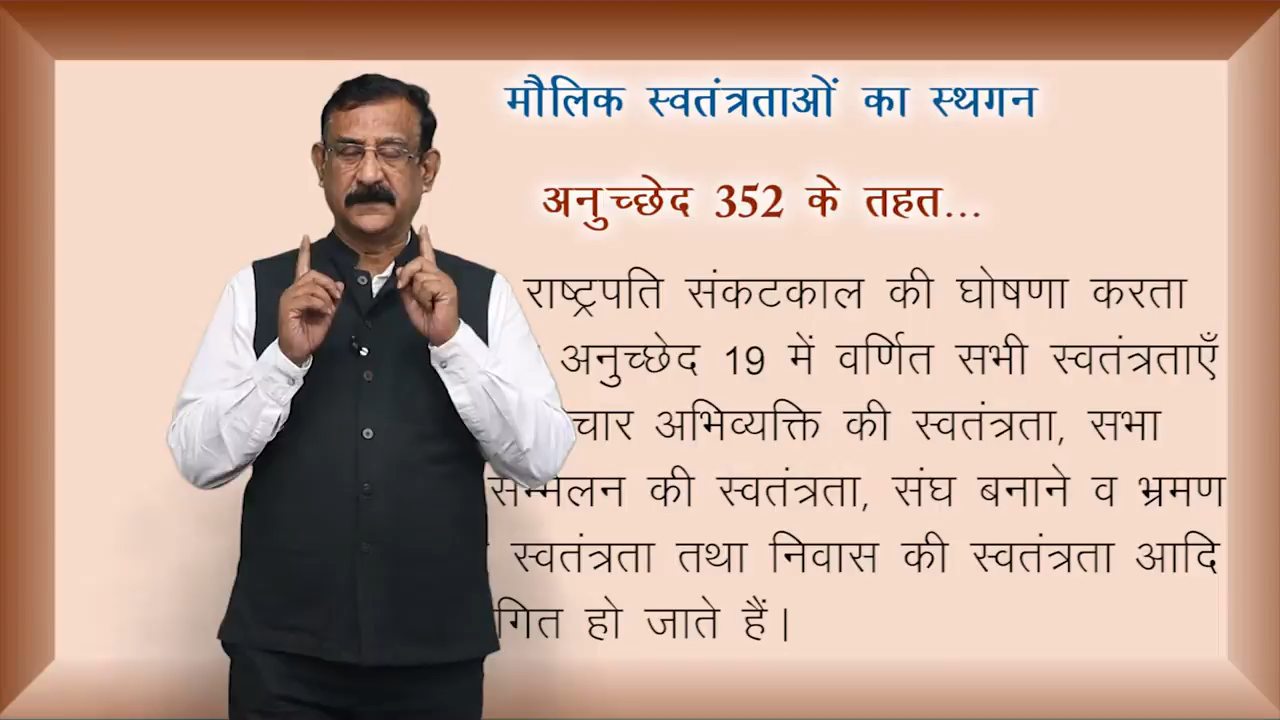 मौलिक स्वतंत्रताओं का स्थगन
अनुच्छेद 352 के तहत...
राष्ट्रपति संकटकाल की घोषणा करता
अनुच्छेद 19 में वर्णित सभी स्वतंत्रताएँ
अभिव्यक्ति की स्वतंत्रता, सभा
सम्मेलन की स्वतंत्रता, संघ बनाने व भ्रमण
स्वतंत्रता तथा निवास की स्वतंत्रता आदि
हो जाते हैं।